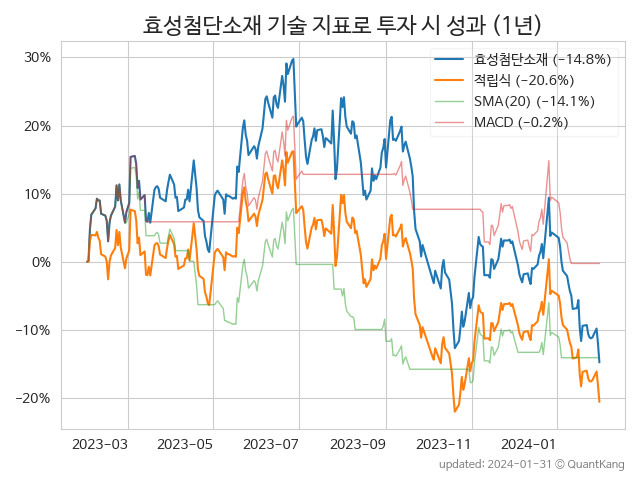 효성첨단소재 기술 지표로 투자 시 성과 (1년)
효성첨단소재 (−14.8%)
적립식 (−20.6%)
SMA(20) (−14.1%)
MACD (−0.2%)
30%
20%
10%
0%
−10%
−20%
2023-03 2023-05 2023-07 2023-09 2023-11 2024-01
updated: 2024-01-31 © QuantKang